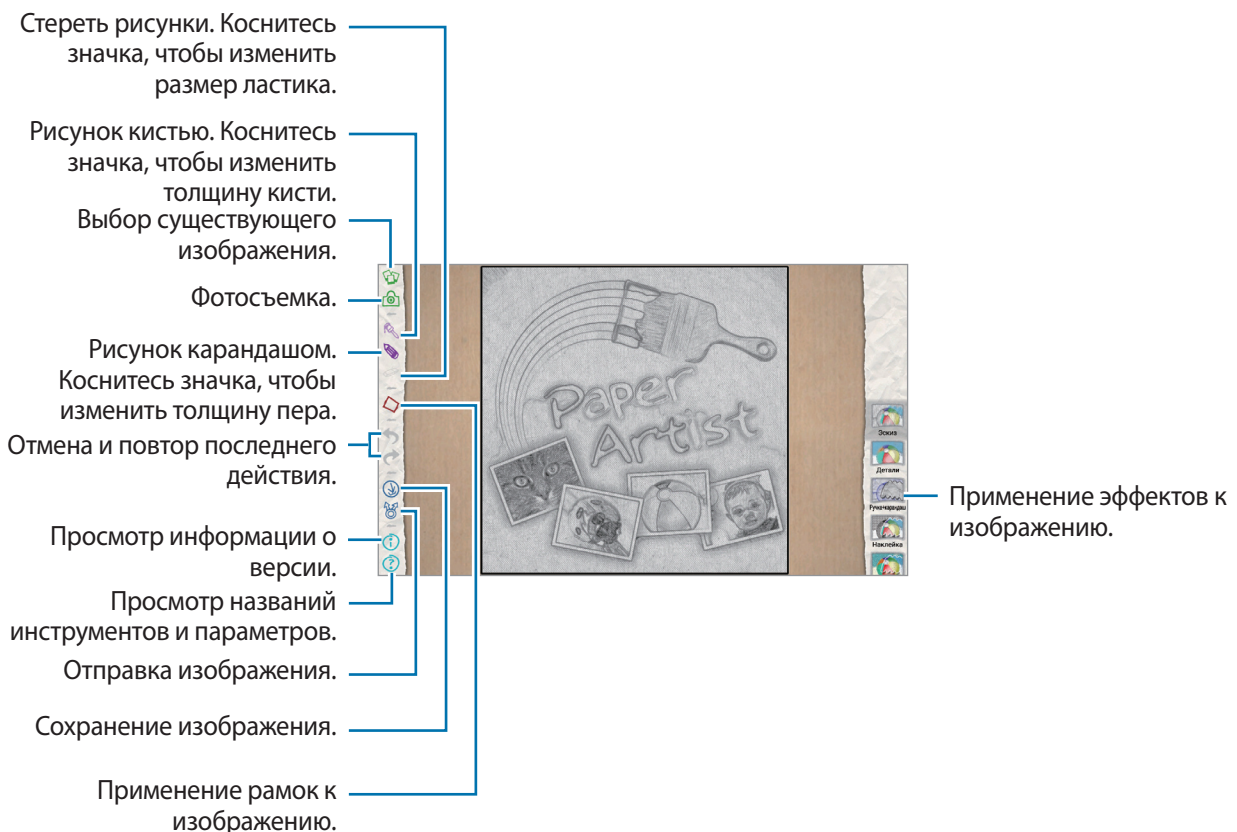 Стереть рисунки. Коснитесь
значка, чтобы изменить
размер ластика.
Рисунок кистью. Коснитесь
значка, чтобы изменить
толщину кисти.
Выбор существующего
изображения.
Фотосъемка.
Рисунок карандашом.
Коснитесь значка, чтобы
изменить толщину пера.
Отмена и повтор последнего
действия.
Просмотр информации о
версии.
Просмотр названий
инструментов и параметров.
Отправка изображения.
Сохранение изображения.
Применение рамок к
изображению.
Paper
Artist
Эскиз
Детали
Ручка+карандаш
Наклейка
Применение эффектов к
изображению.